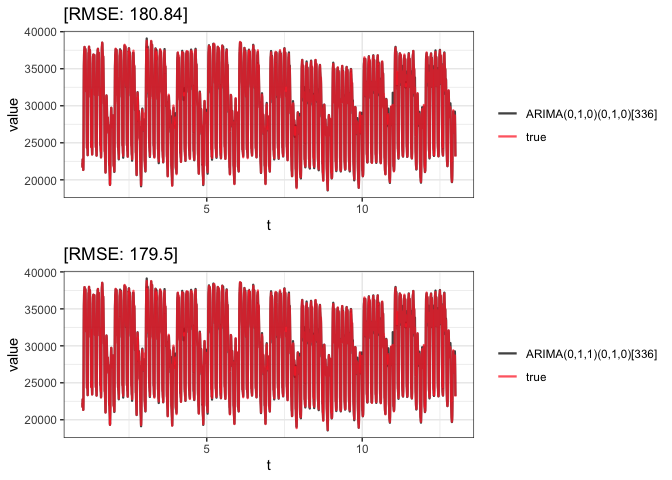 [RMSE: 180.84]
40000
35000
30000
25000
20000
value
5
10
t
ARIMA(0,1,0)(0,1,0)[336]
true
[RMSE: 179.5]
40000
35000
30000
25000
20000
value
5
10
t
ARIMA(0,1,1)(0,1,0)[336]
true